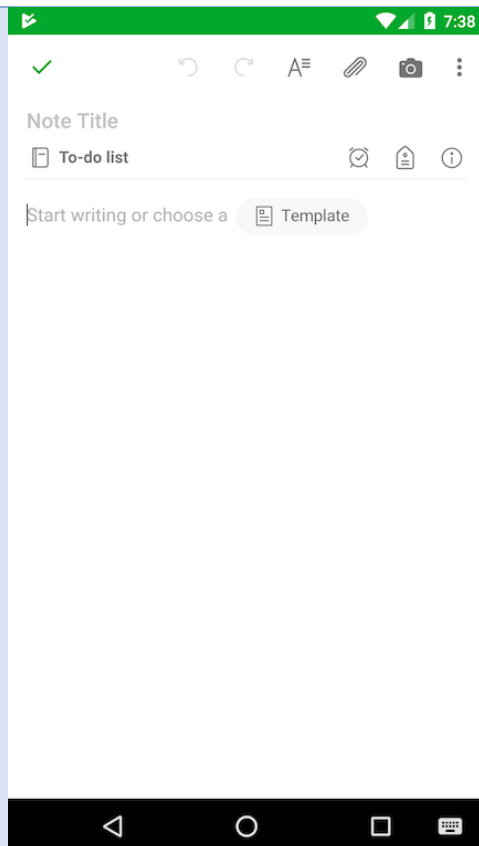 7:38
A
Note Title
To-do list
Start writing or choose a Template